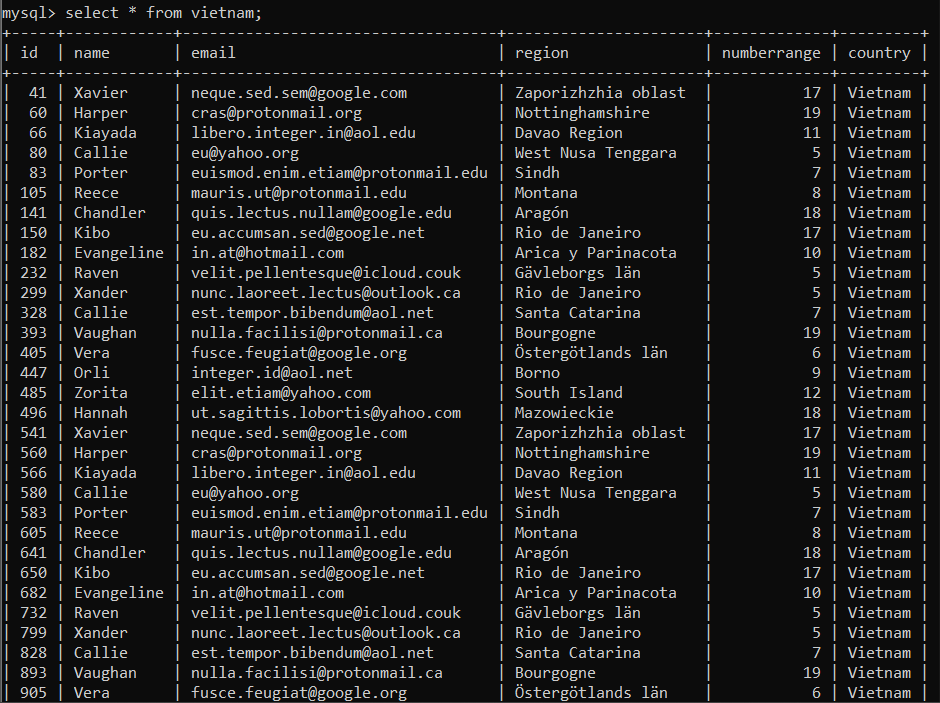 mysql> select * from vietnam;
+-----+------------+-----------------------------------+---------------------+-------------+---------+
| id | name | email | region | numberrange | country |
+-----+------------+-----------------------------------+---------------------+-------------+---------+
| 41 | Xavier | neque.sed.sem@google.com | Zaporizhzhia oblast | 17 | Vietnam |
| 60 | Harper | cras@protonmail.org | Nottinghamshire | 19 | Vietnam |
| 66 | Kiayada | libero.integer.in@aol.edu | Davao Region | 11 | Vietnam |
| 80 | Callie | eu@yahoo.org | West Nusa Tenggara | 5 | Vietnam |
| 83 | Porter | euismod.enim.etiam@protonmail.edu | Sindh | 7 | Vietnam |
| 105 | Reece | mauris.ut@protonmail.edu | Montana | 8 | Vietnam |
| 141 | Chandler | quis.lectus.nullam@google.edu | Aragón | 18 | Vietnam |
| 150 | Kibo | eu.accumsan.sed@google.net | Rio de Janeiro | 17 | Vietnam |
| 182 | Evangeline | in.at@hotmail.com | Arica y Parinacota | 10 | Vietnam |
| 232 | Raven | velit.pellentesque@icloud.couk | Gävleborgs län | 5 | Vietnam |
| 299 | Xander | nunc.laoreet.lectus@outlook.ca | Rio de Janeiro | 5 | Vietnam |
| 328 | Callie | est.tempor.bibendum@aol.net | Santa Catarina | 7 | Vietnam |
| 393 | Vaughan | nulla.facilisi@protonmail.ca | Bourgogne | 19 | Vietnam |
| 405 | Vera | fusce.feugiat@google.org | Östergötlands län | 6 | Vietnam |
| 447 | Orli | integer.id@aol.net | Borno | 9 | Vietnam |
| 485 | Zorita | elit.etiam@yahoo.com | South Island | 12 | Vietnam |
| 496 | Hannah | ut.sagittis.lobortis@yahoo.com | Mazowieckie | 18 | Vietnam |
| 541 | Xavier | neque.sed.sem@google.com | Zaporizhzhia oblast | 17 | Vietnam |
| 560 | Harper | cras@protonmail.org | Nottinghamshire | 19 | Vietnam |
| 566 | Kiayada | libero.integer.in@aol.edu | Davao Region | 11 | Vietnam |
| 580 | Callie | eu@yahoo.org | West Nusa Tenggara | 5 | Vietnam |
| 583 | Porter | euismod.enim.etiam@protonmail.edu | Sindh | 7 | Vietnam |
| 605 | Reece | mauris.ut@protonmail.edu | Montana | 8 | Vietnam |
| 641 | Chandler | quis.lectus.nullam@google.edu | Aragón | 18 | Vietnam |
| 650 | Kibo | eu.accumsan.sed@google.net | Rio de Janeiro | 17 | Vietnam |
| 682 | Evangeline | in.at@hotmail.com | Arica y Parinacota | 10 | Vietnam |
| 732 | Raven | velit.pellentesque@icloud.couk | Gävleborgs län | 5 | Vietnam |
| 799 | Xander | nunc.laoreet.lectus@outlook.ca | Rio de Janeiro | 5 | Vietnam |
| 828 | Callie | est.tempor.bibendum@aol.net | Santa Catarina | 7 | Vietnam |
| 893 | Vaughan | nulla.facilisi@protonmail.ca | Bourgogne | 19 | Vietnam |
| 905 | Vera | fusce.feugiat@google.org | Östergötlands län | 6 | Vietnam |